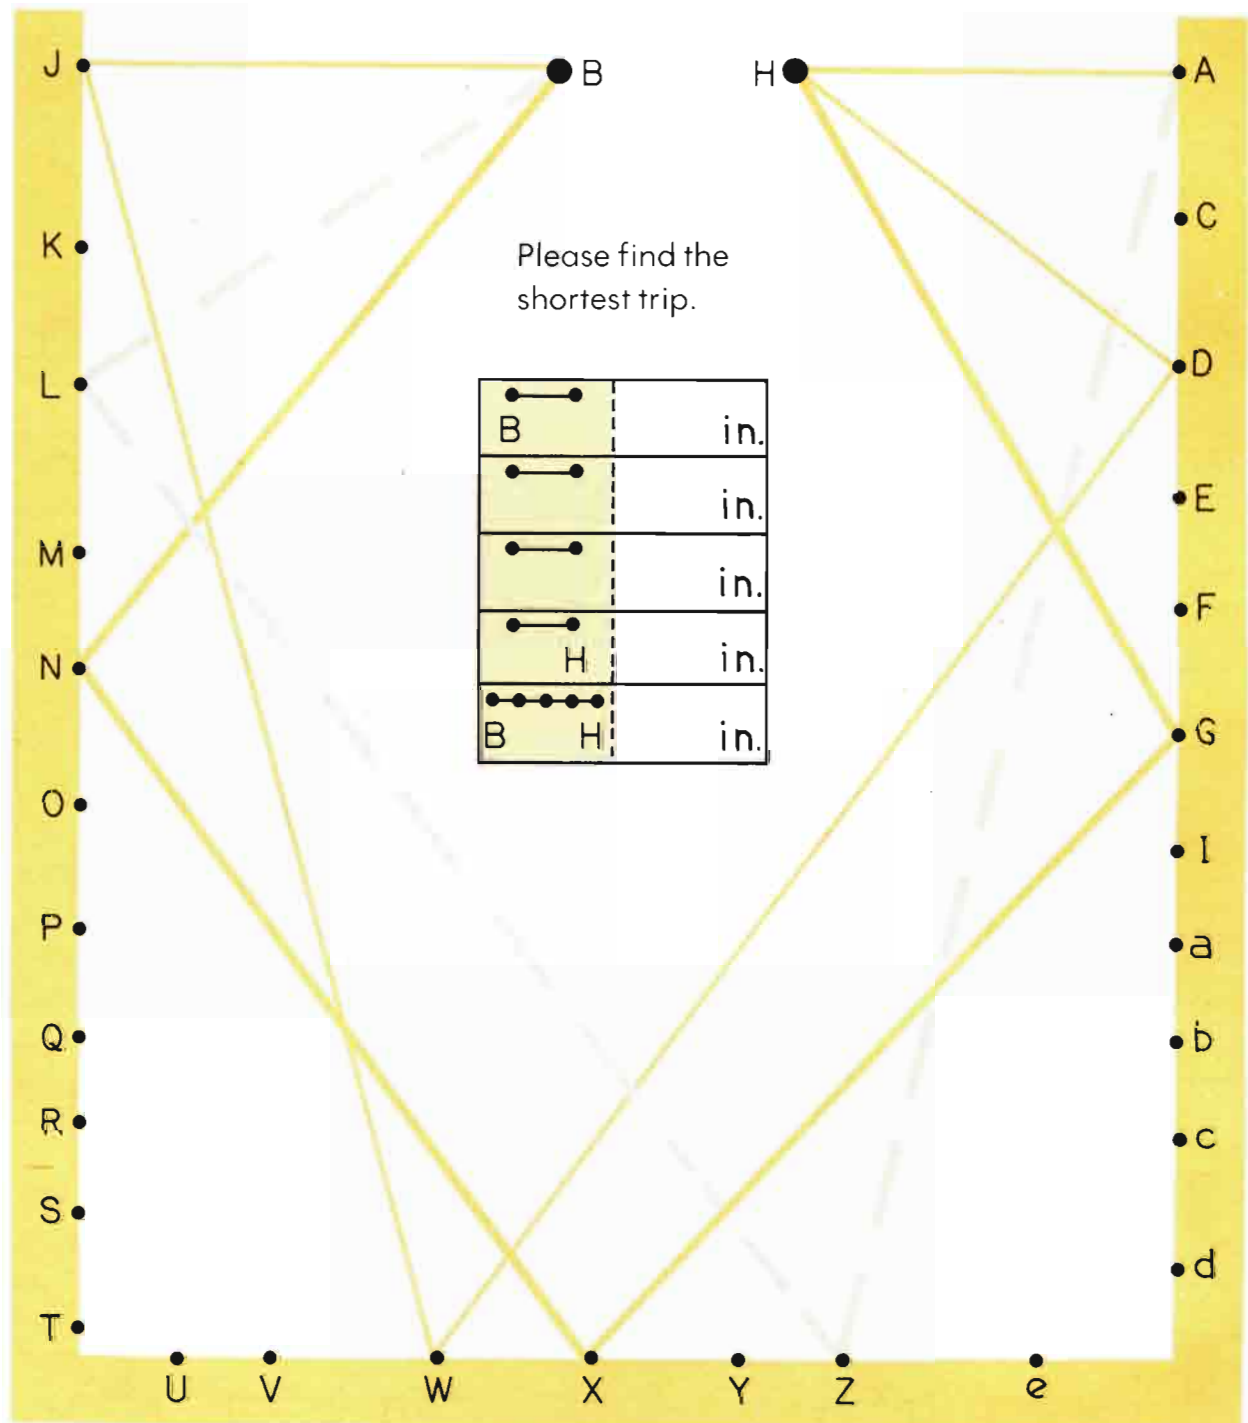 J
B
H
A
C
K
Please find the
shortest trip.
D
L
B in.
E
in.
M
in.
F
N
H in.
G
B H in.
O
I
P
a
Q
b
R
c
S
d
T
U V W X Y Z e